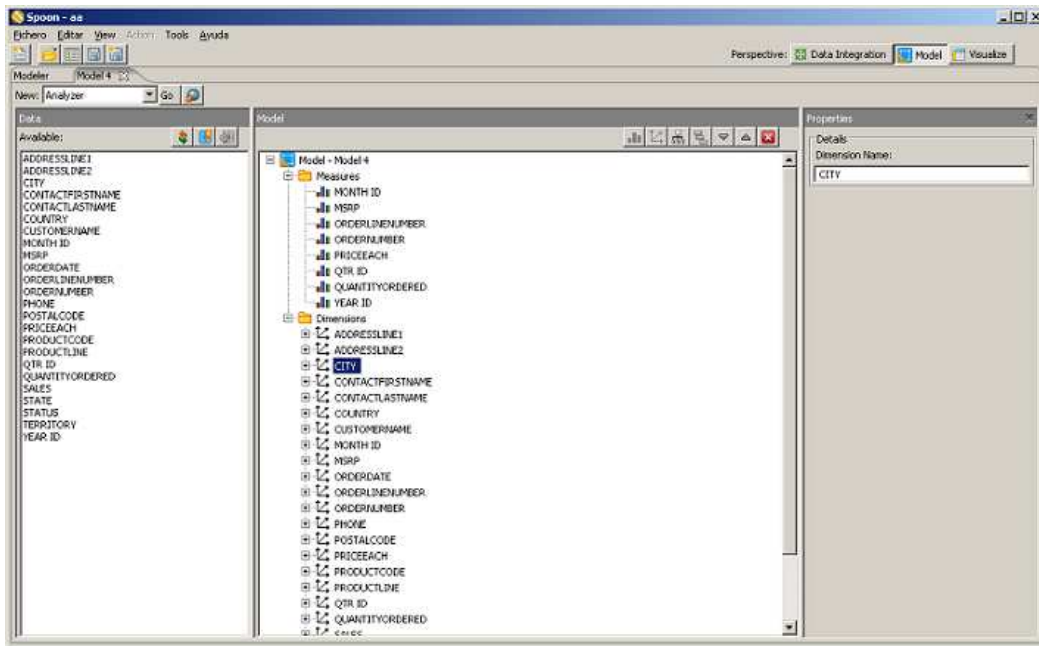 Spoon - aa
Fichero Editar View Action Tools Ayuda
Perspective: Data Integration Model Visualize
Modeler Model 4
New: Analyzer Go
Data
Available:
ADDRESSLINE1
ADDRESSLINE2
CITY
CONTACTFIRSTNAME
CONTACTLASTNAME
COUNTRY
CUSTOMERNAME
MONTH ID
MSRP
ORDERDATE
ORDERLINENUMBER
ORDERNUMBER
PHONE
POSTALCODE
PRICEEACH
PRODUCTCODE
PRODUCTLINE
QTR ID
QUANTITYORDERED
SALES
STATE
STATUS
TERRITORY
YEAR ID
Model
Model - Model 4
Measures
MONTH ID
MSRP
ORDERLINENUMBER
ORDERNUMBER
PRICEEACH
QTR ID
QUANTITYORDERED
YEAR ID
Dimensions
ADDRESSLINE1
ADDRESSLINE2
CITY
CONTACTFIRSTNAME
CONTACTLASTNAME
COUNTRY
CUSTOMERNAME
MONTH ID
MSRP
ORDERDATE
ORDERLINENUMBER
ORDERNUMBER
PHONE
POSTALCODE
PRICEEACH
PRODUCTCODE
PRODUCTLINE
QTR ID
QUANTITYORDERED
SALES
Properties
Details
Dimension Name:
CITY